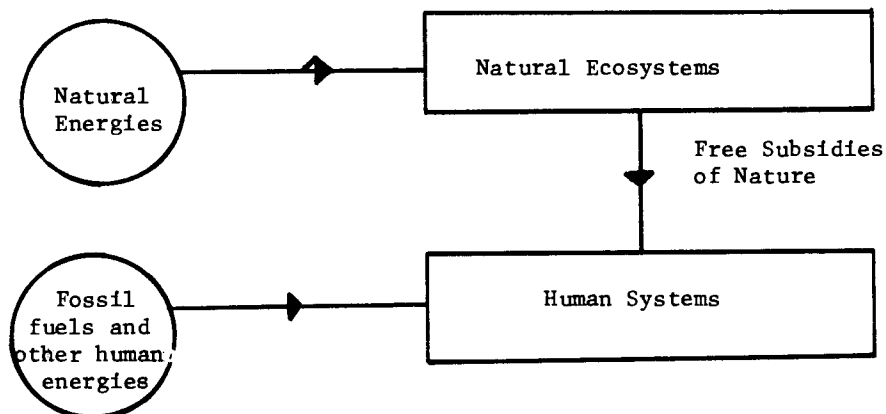 Natural
Energies
Natural Ecosystems
Free Subsidies
of Nature
Fossil
fuels and
other human
energies
Human Systems